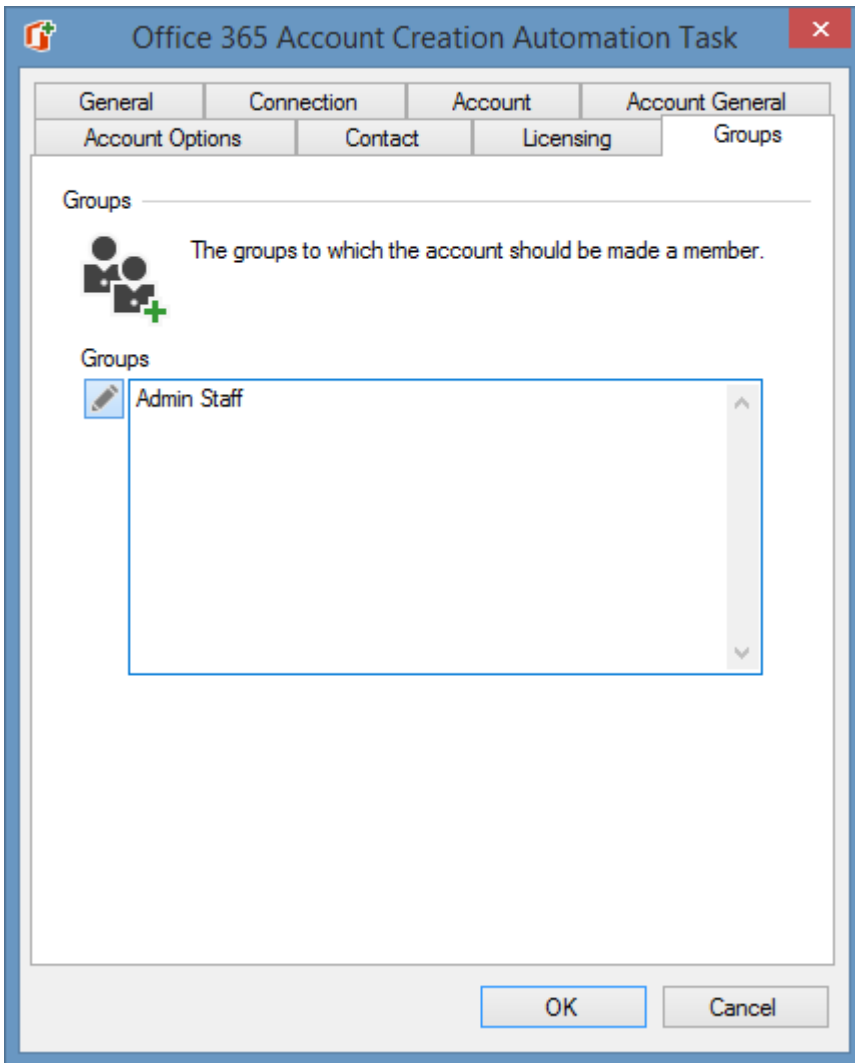 Office 365 Account Creation Automation Task
General Connection Account Account General
Account Options Contact Licensing Groups
Groups
The groups to which the account should be made a member.
Groups
Admin Staff
OK Cancel